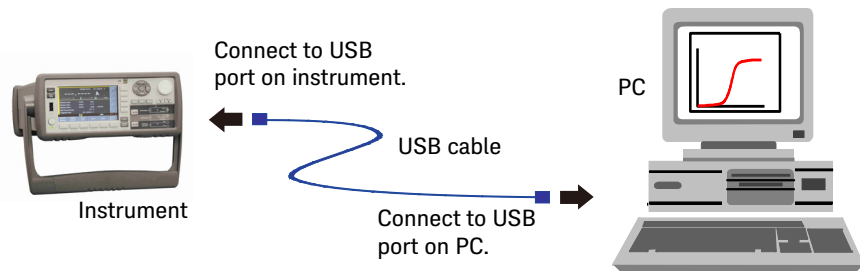 Connect to USB
port on instrument.
PC
USB cable
Instrument
Connect to USB
port on PC.